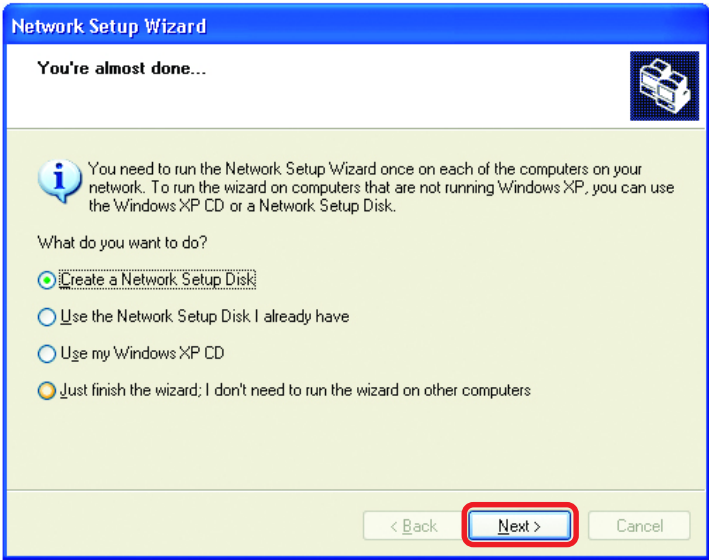 Network Setup Wizard
You're almost done...
You need to run the Network Setup Wizard once on each of the computers on your
network. To run the wizard on computers that are not running Windows XP, you can use
the Windows XP CD or a Network Setup Disk.
What do you want to do?
Create a Network Setup Disk
Use the Network Setup Disk I already have
Use my Windows XP CD
Just finish the wizard; I don't need to run the wizard on other computers
< Back Next > Cancel